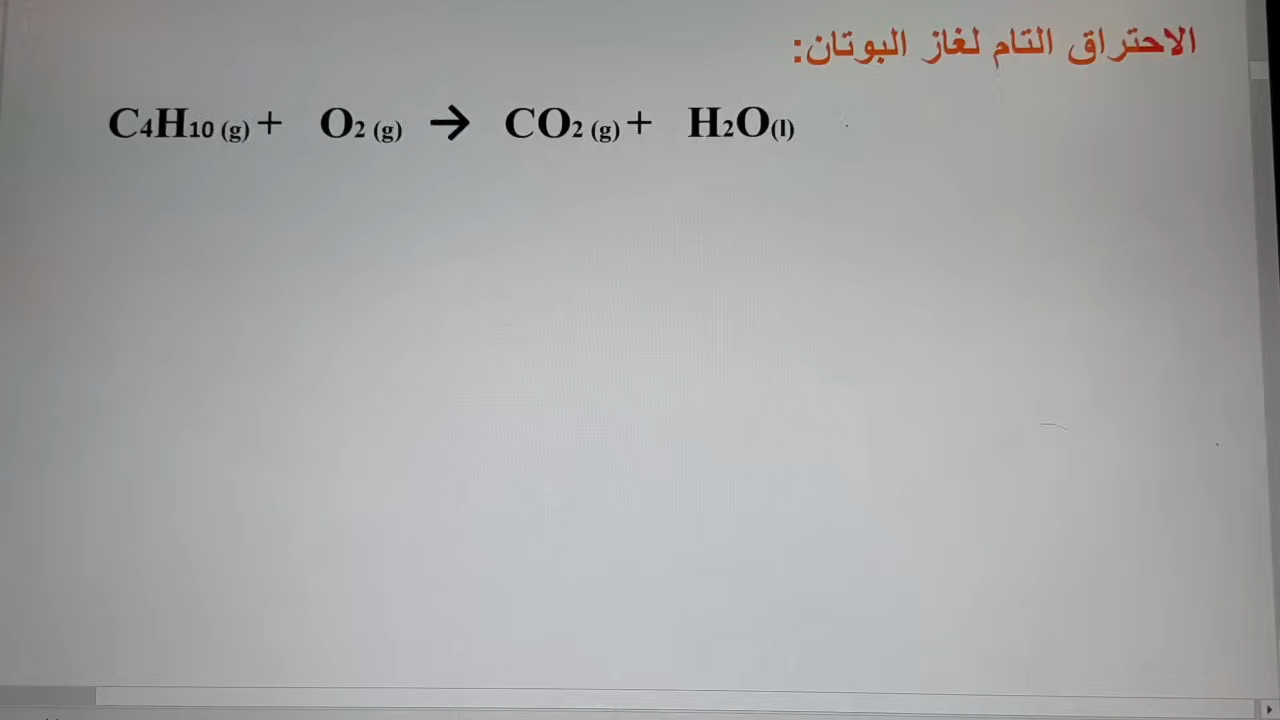 الاحتراق التام لغاز البوتان:
C4H10 (g) + O2 (g) → CO2 (g) + H2O(l)